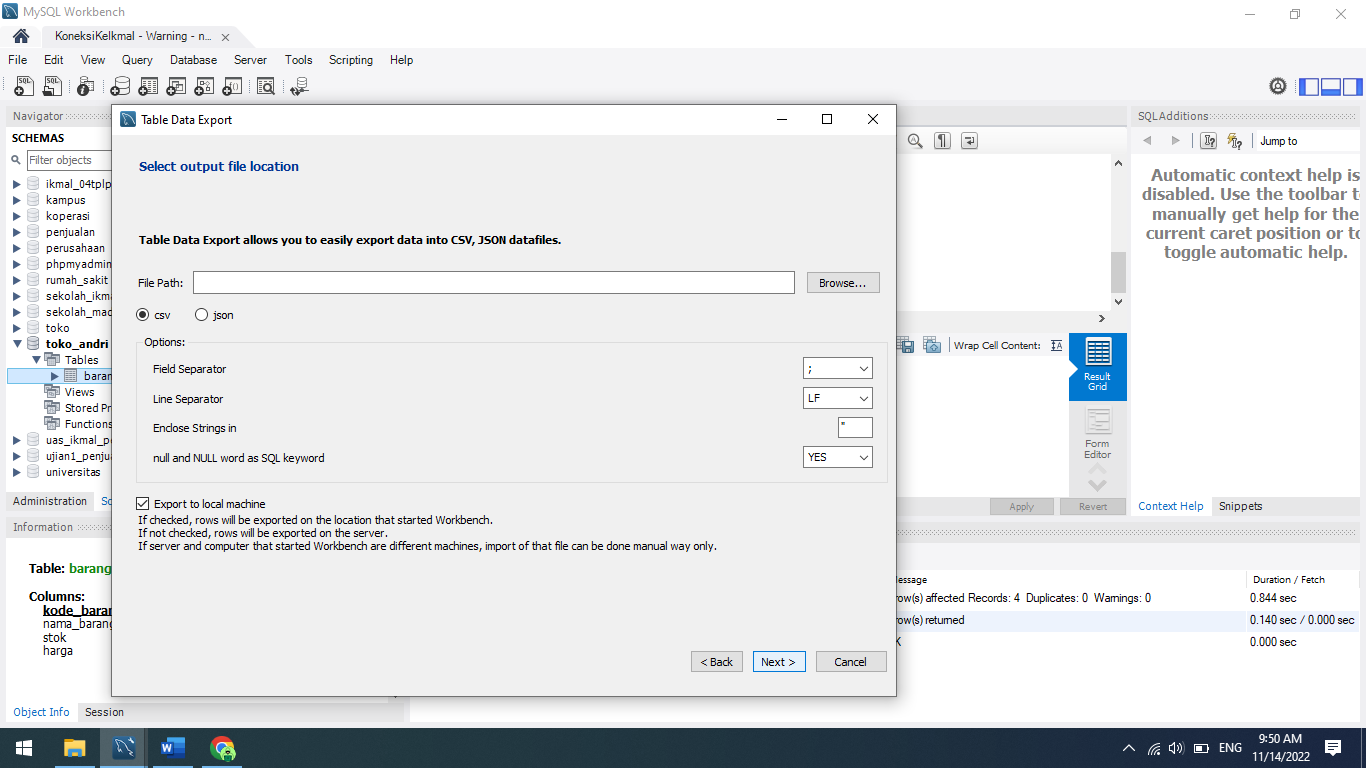 MySQL Workbench
KoneksiKelkmal - Warning - n...
File Edit View Query Database Server Tools Scripting Help
Navigator
SCHEMAS
Filter objects
ikmal_04tplp
kampus
koperasi
penjualan
perusahaan
phpmyadmin
rumah_sakit
sekolah_ikma
sekolah_mad
toko
toko_andri
Tables
baran
Views
Stored Pr
Functions
uas_ikmal_p
ujian1_penjua
universitas
Administration Sc
Information
Table: barang
Columns:
kode_baran
nama_barang
stok
harga
Object Info Session
Table Data Export
Select output file location
Table Data Export allows you to easily export data into CSV, JSON datafiles.
File Path: Browse...
csv json
Options:
Field Separator ;
Line Separator LF
Enclose Strings in "
null and NULL word as SQL keyword YES
Export to local machine
If checked, rows will be exported on the location that started Workbench.
If not checked, rows will be exported on the server.
If server and computer that started Workbench are different machines, import of that file can be done manual way only.
< Back Next > Cancel
Wrap Cell Content:
Result
Grid
Form
Editor
Apply Revert
SQLAdditions
Jump to
Automatic context help is
disabled. Use the toolbar t
manually get help for the
current caret position or to
toggle automatic help.
Context Help Snippets
essage Duration / Fetch
row(s) affected Records: 4 Duplicates: 0 Warnings: 0 0.844 sec
row(s) returned 0.140 sec / 0.000 sec
K 0.000 sec
ENG
9:50 AM
11/14/2022